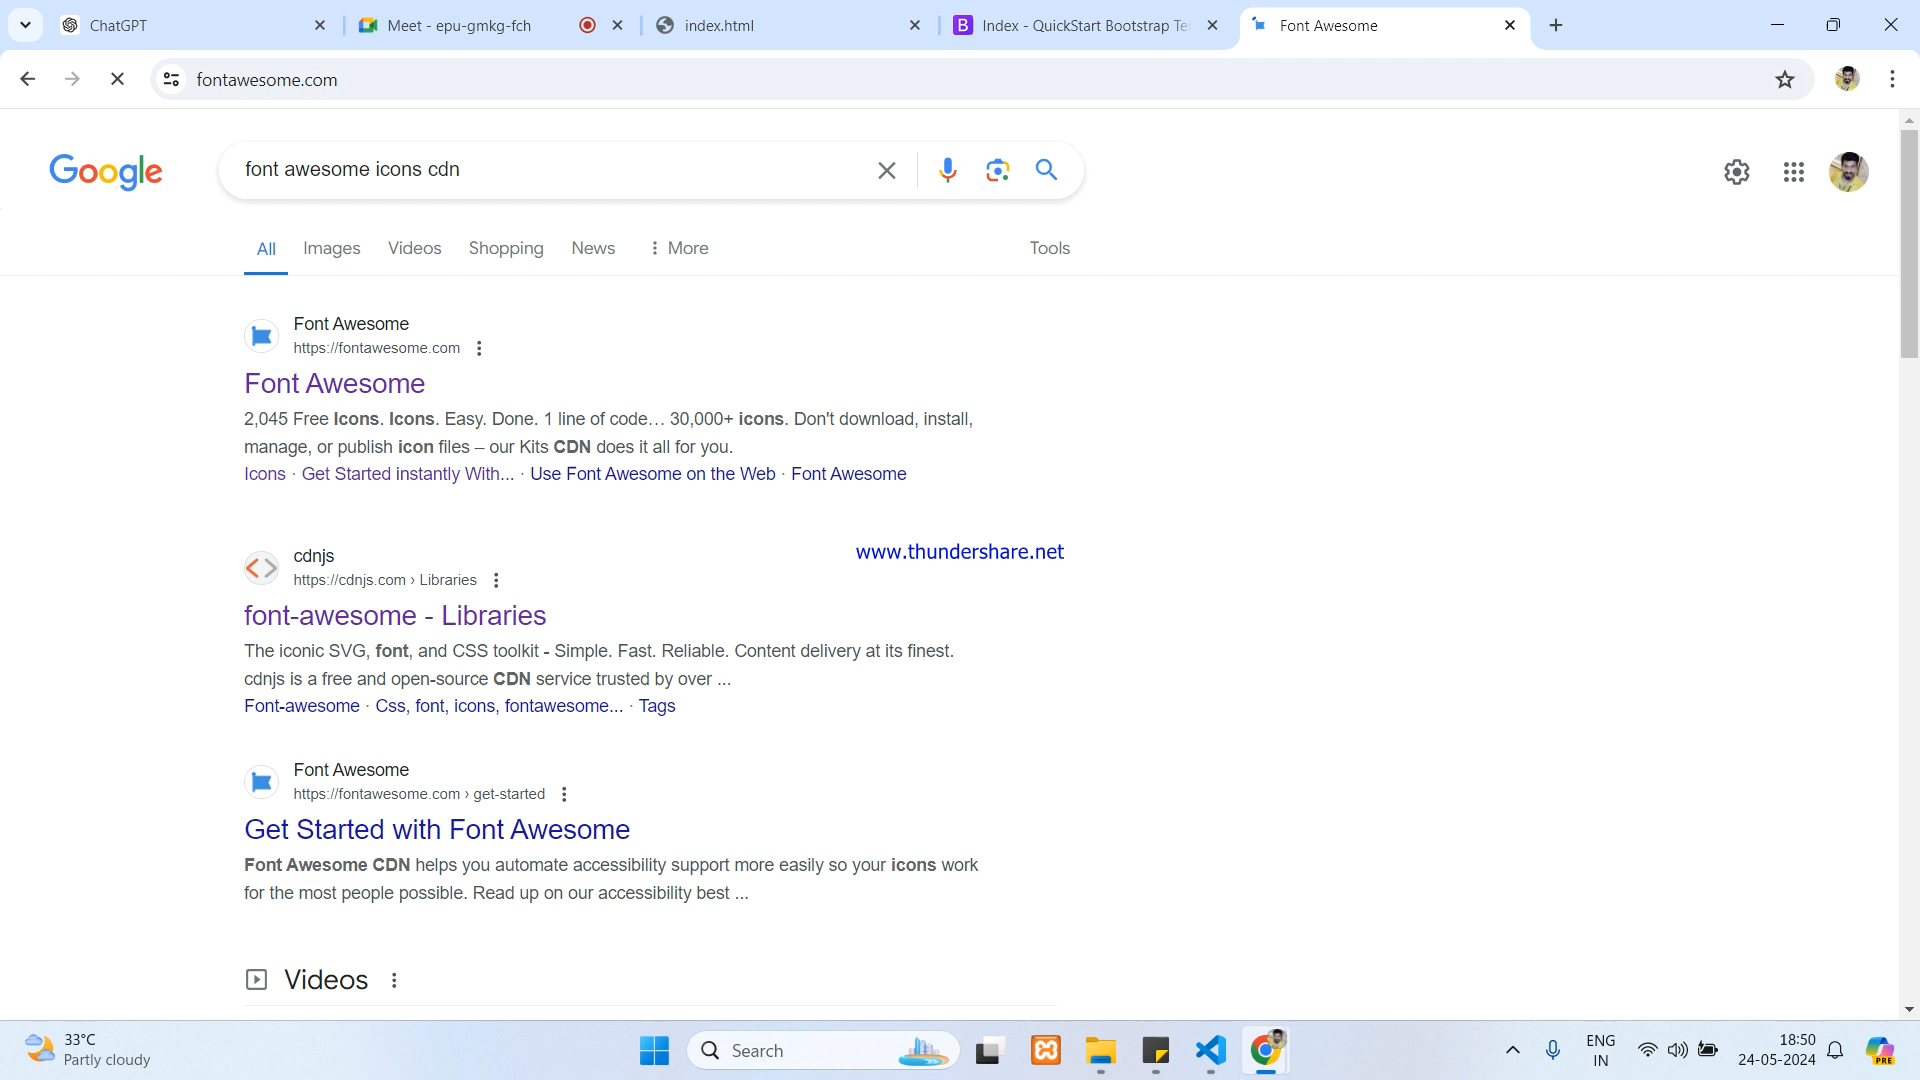 ChatGPT
Meet - epu-gmkg-fch
index.html
Index - QuickStart Bootstrap Te
Font Awesome
fontawesome.com
Google
font awesome icons cdn
All
Images
Videos
Shopping
News
More
Tools
Font Awesome
https://fontawesome.com
Font Awesome
2,045 Free Icons. Icons. Easy. Done. 1 line of code... 30,000+ icons. Don't download, install,
manage, or publish icon files – our Kits CDN does it all for you.
Icons · Get Started instantly With... · Use Font Awesome on the Web · Font Awesome
www.thundershare.net
cdnjs
https://cdnjs.com › Libraries
font-awesome - Libraries
The iconic SVG, font, and CSS toolkit - Simple. Fast. Reliable. Content delivery at its finest.
cdnjs is a free and open-source CDN service trusted by over ...
Font-awesome · Css, font, icons, fontawesome... · Tags
Font Awesome
https://fontawesome.com › get-started
Get Started with Font Awesome
Font Awesome CDN helps you automate accessibility support more easily so your icons work
for the most people possible. Read up on our accessibility best ...
Videos
33°C
Partly cloudy
Search
ENG
IN
18:50
24-05-2024
PRE